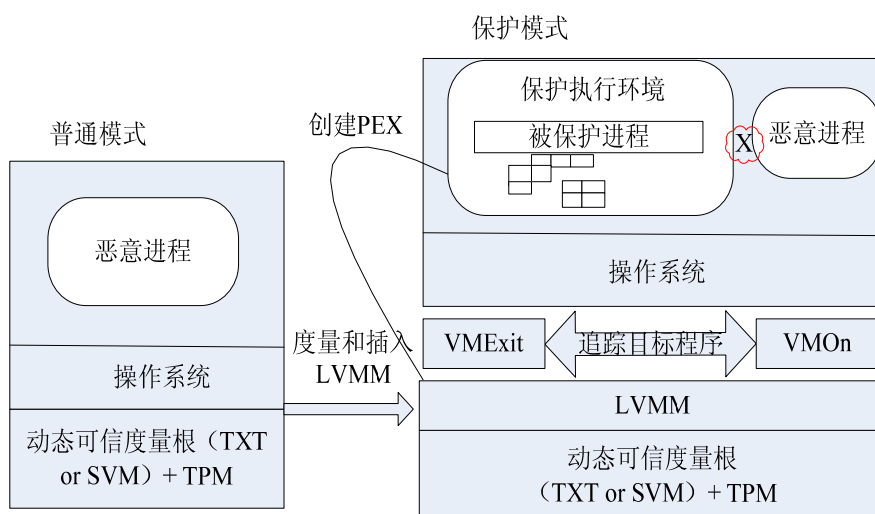 保护模式
保护执行环境
被保护进程
X
恶意进程
操作系统
创建PEX
普通模式
恶意进程
操作系统
动态可信度量根（TXT
or SVM）+ TPM
度量和插入
LVMM
VMExit
追踪目标程序
VMOn
LVMM
动态可信度量根
（TXT or SVM）+ TPM